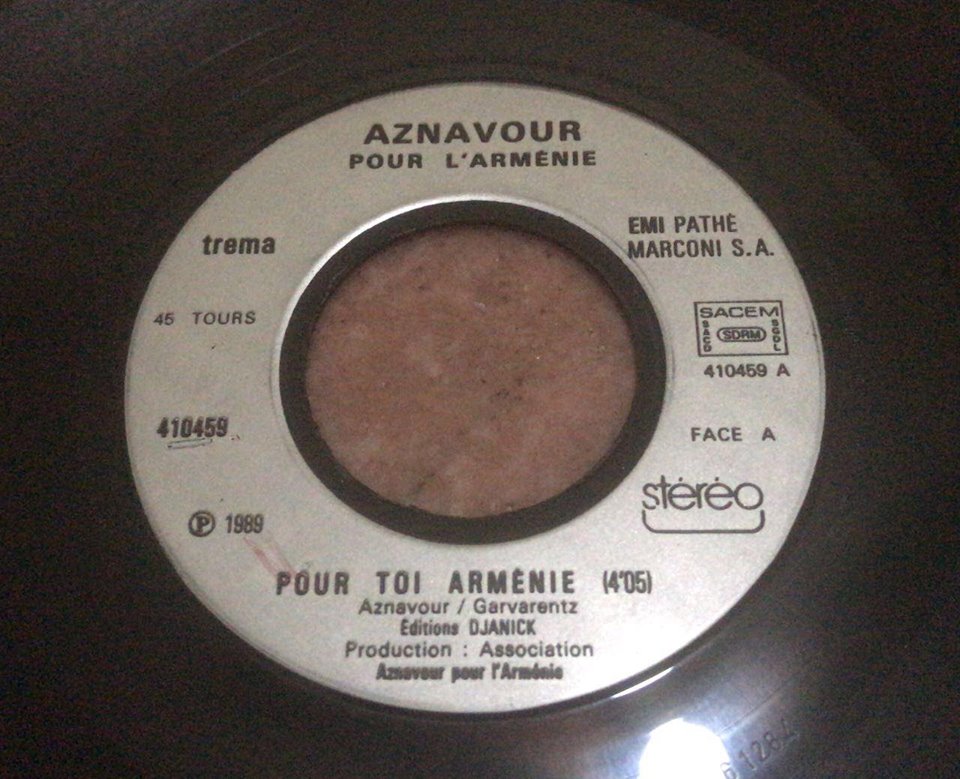 AZNAVOUR
POUR L'ARMÉNIE
trema
EMI PATHÉ
MARCONI S.A.
45 TOURS
SACEM
SACD
SDRM
SGDL
410459 A
410459
FACE A
stéréo
Ⓟ 1989
POUR TOI ARMÉNIE (4'05)
Aznavour / Garvarentz
Éditions DJANICK
Production : Association
Aznavour pour l'Arménie